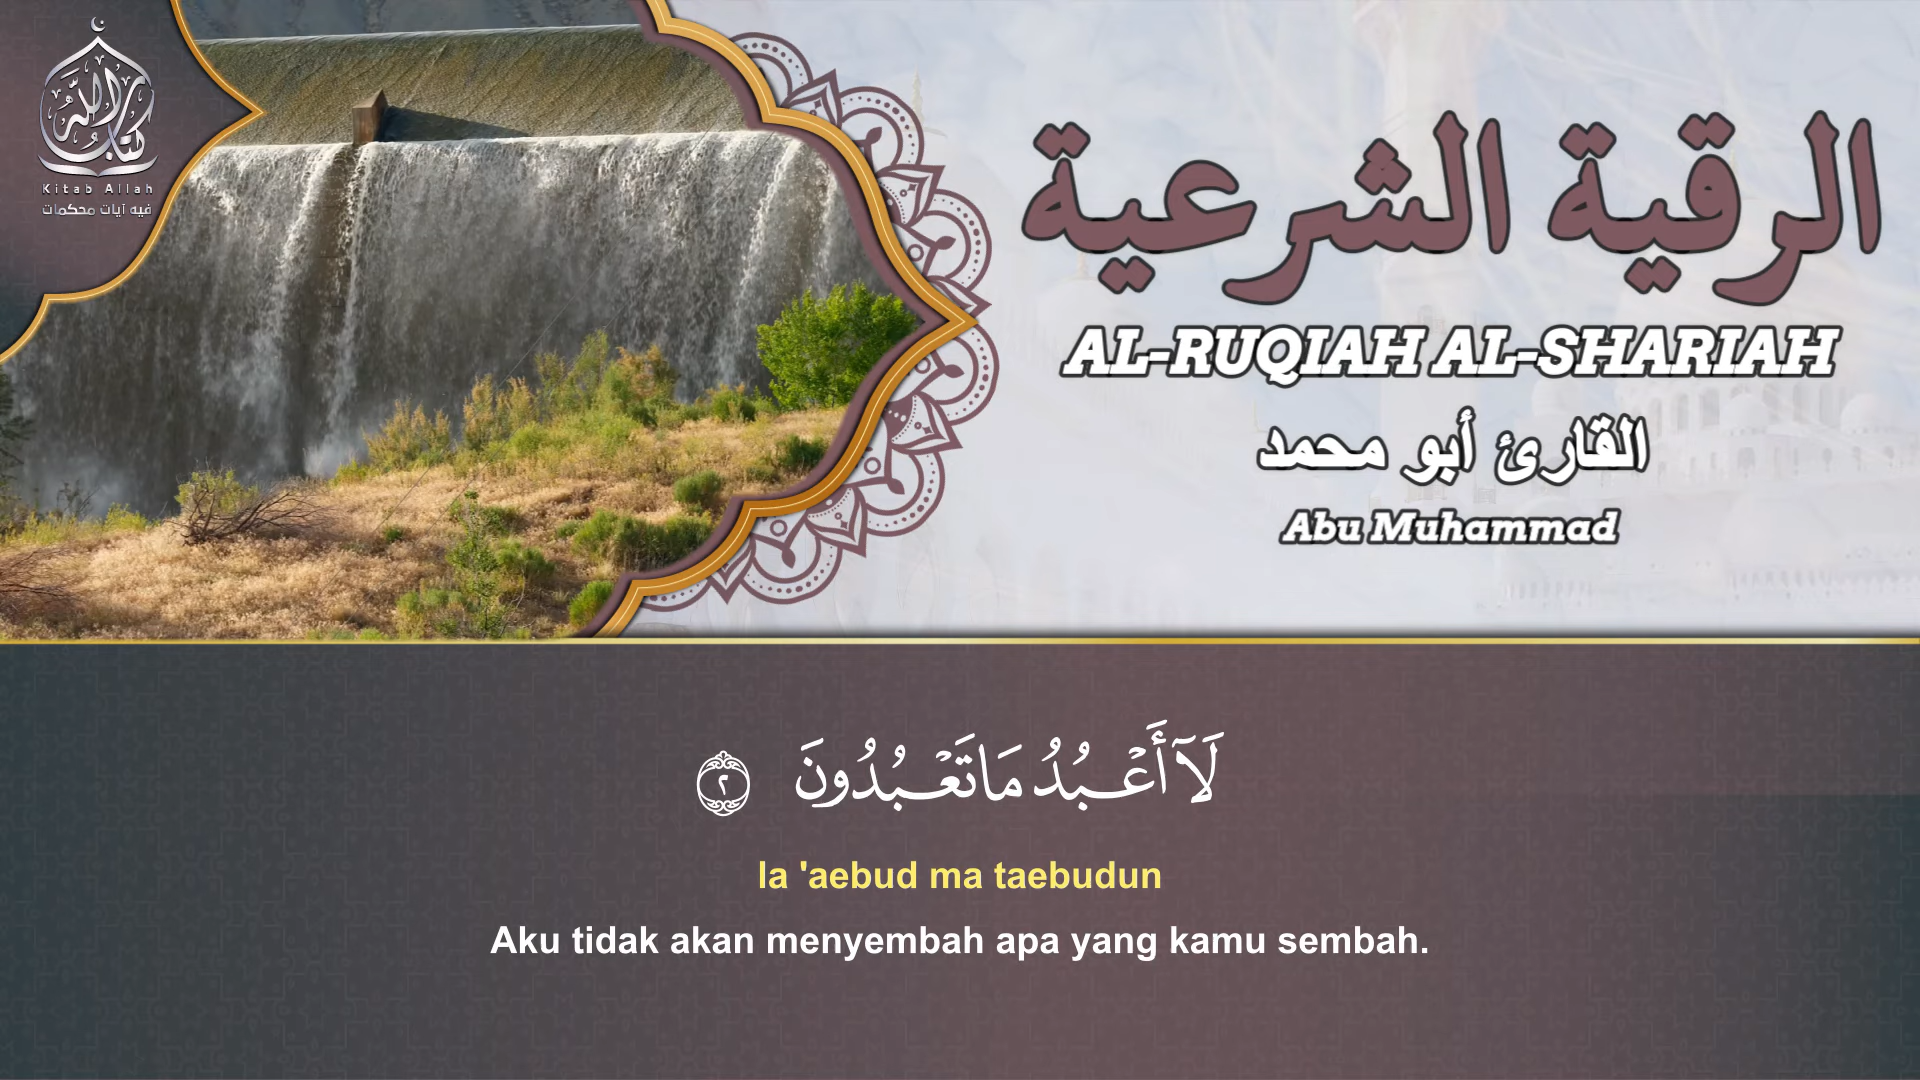 كتاب الله
Kitab Allah
فيه آيات محكمات
الرقية الشرعية
AL-RUQIAH AL-SHARIAH
القارئ أبو محمد
Abu Muhammad
لَآ أَعْبُدُ مَا تَعْبُدُونَ ٢
la 'aebud ma taebudun
Aku tidak akan menyembah apa yang kamu sembah.